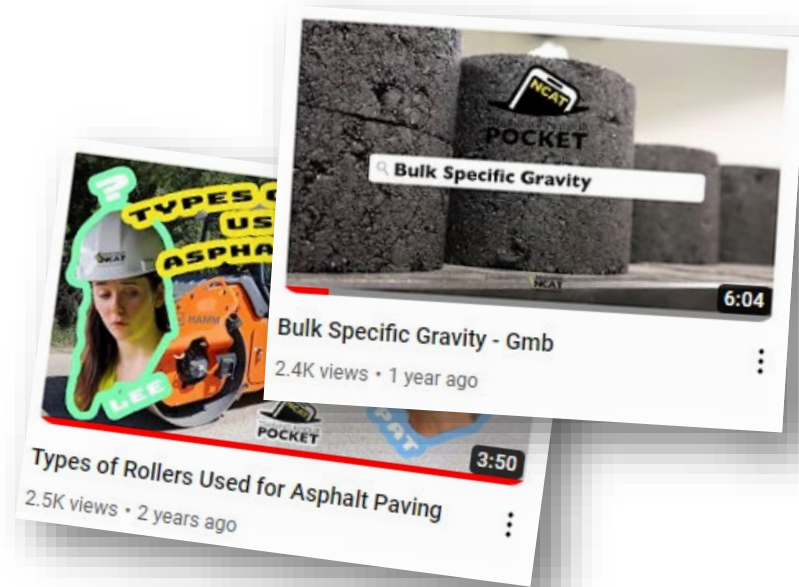 NCAT
POCKET
Bulk Specific Gravity
NCAT
6:04
Bulk Specific Gravity - Gmb
2.4K views • 1 year ago
?
TYPES O
US
ASPHA
NCAT
HAMM
LEE
POCKET
PAT
3:50
Types of Rollers Used for Asphalt Paving
2.5K views • 2 years ago